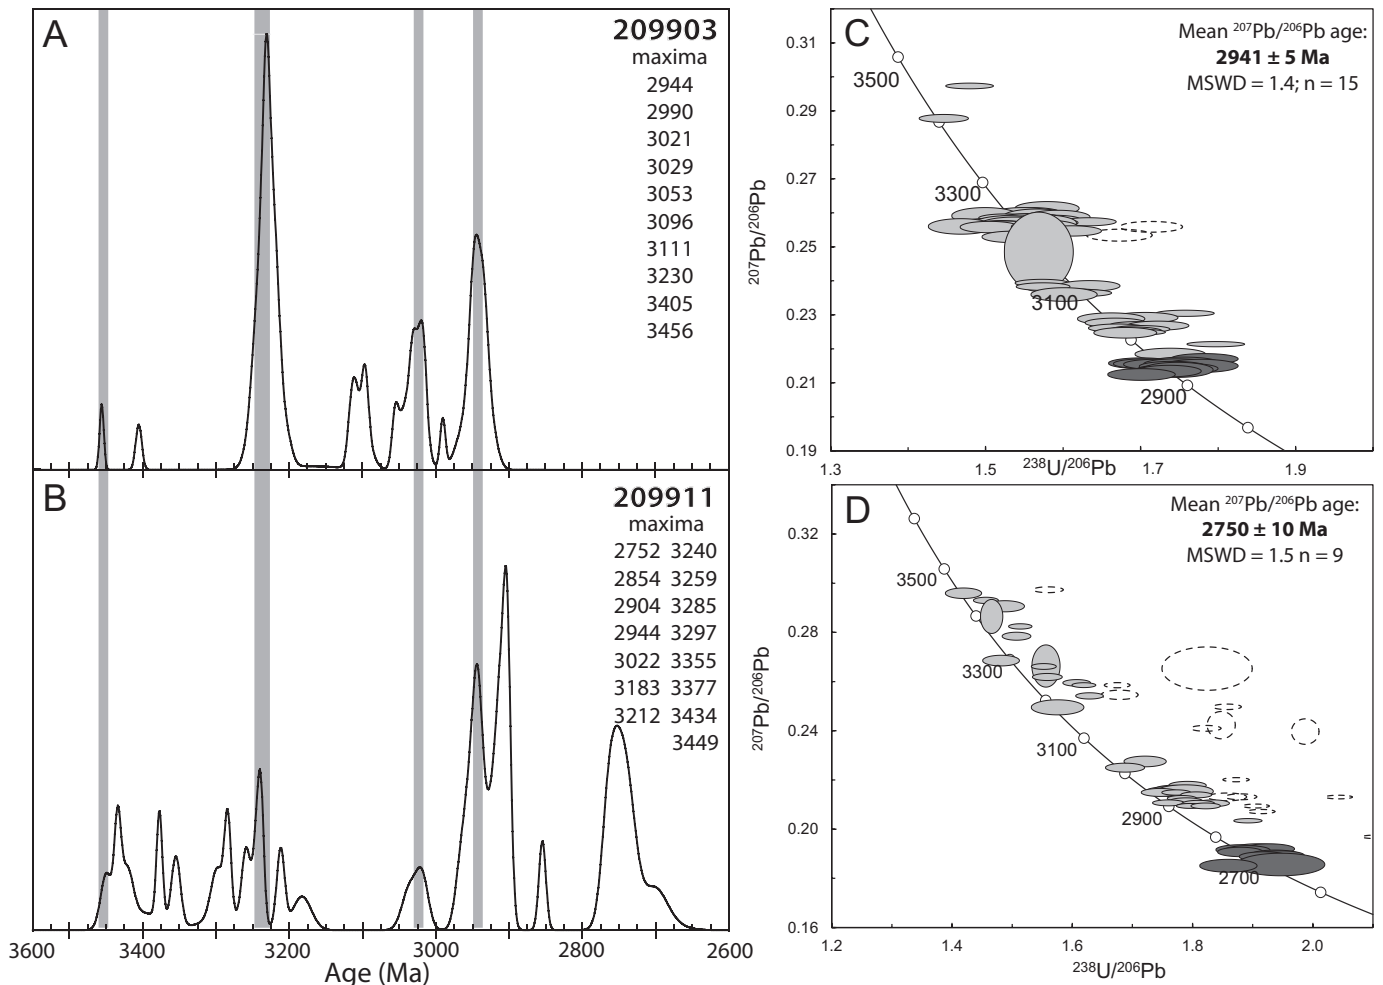 A
209903
maxima
2944
2990
3021
3029
3053
3096
3111
3230
3405
3456
B
209911
maxima
2752 3240
2854 3259
2904 3285
2944 3297
3022 3355
3183 3377
3212 3434
3449
3600 3400 3200 3000 2800 2600
Age (Ma)
C
Mean 207Pb/206Pb age:
2941 ± 5 Ma
MSWD = 1.4; n = 15
0.31
0.29
0.27
0.25
0.23
0.21
0.19
207Pb/206Pb
3500
3300
3100
2900
1.3 1.5 1.7 1.9
238U/206Pb
D
Mean 207Pb/206Pb age:
2750 ± 10 Ma
MSWD = 1.5 n = 9
0.32
0.28
0.24
0.20
0.16
207Pb/206Pb
3500
3300
3100
2900
2700
1.2 1.4 1.6 1.8 2.0
238U/206Pb